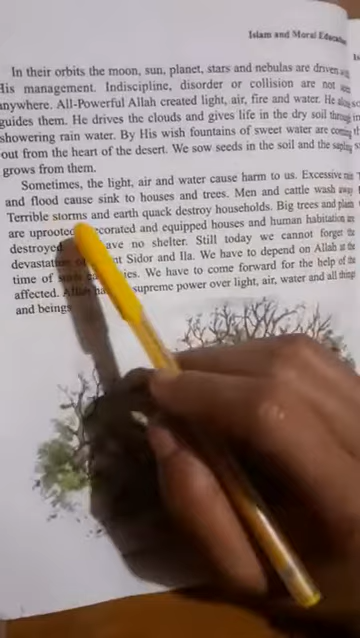 Islam and Moral Education
In their orbits the moon, sun, planet, stars and nebulas are driven
His management. Indiscipline, disorder or collision are not
anywhere. All-Powerful Allah created light, air, fire and water. He
guides them. He drives the clouds and gives life in the dry soil through
showering rain water. By His wish fountains of sweet water are coming
out from the heart of the desert. We sow seeds in the soil and the sapling
grows from them.
Sometimes, the light, air and water cause harm to us. Excessive rain
and flood cause sink to houses and trees. Men and cattle wash away
Terrible storms and earth quack destroy households. Big trees and plants
are uprooted. and equipped houses and human habitation are
destroyed. no shelter. Still today we cannot forget the
Sidor and Ila. We have to depend on Allah at the
time of We have to come forward for the help of the
affected. Allah supreme power over light, air, water and all things
and beings